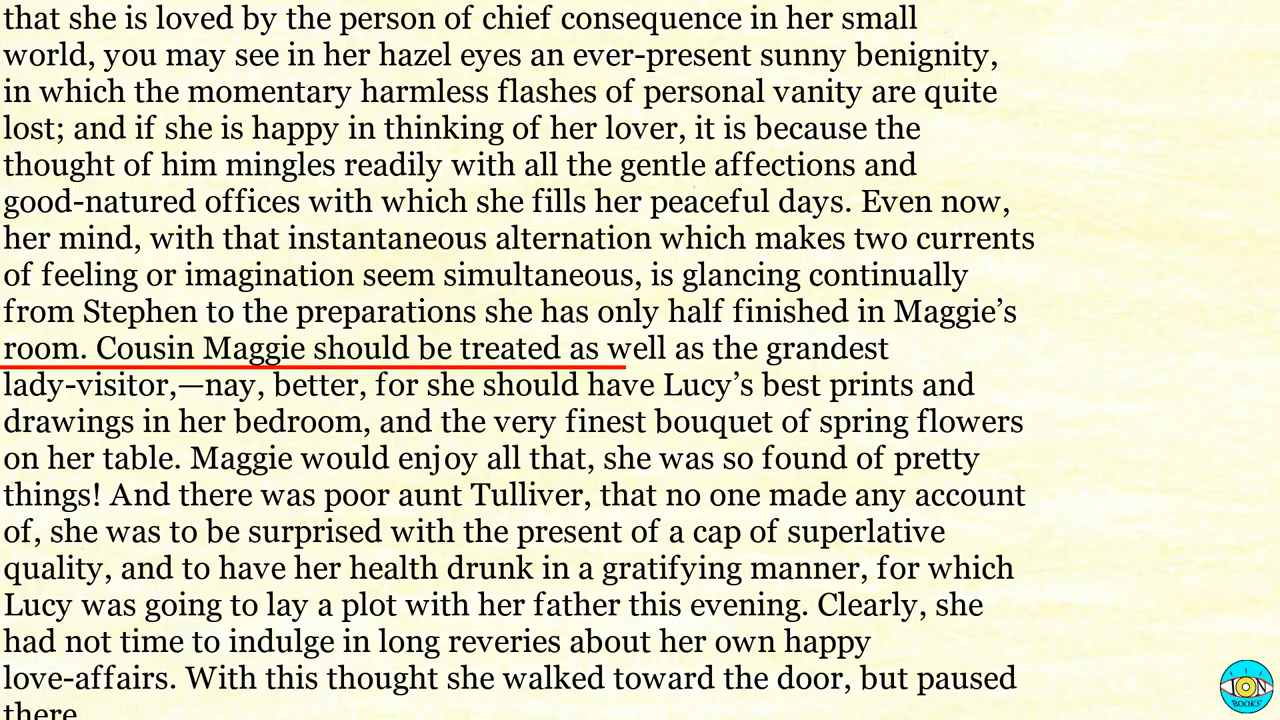 that she is loved by the person of chief consequence in her small
world, you may see in her hazel eyes an ever-present sunny benignity,
in which the momentary harmless flashes of personal vanity are quite
lost; and if she is happy in thinking of her lover, it is because the
thought of him mingles readily with all the gentle affections and
good-natured offices with which she fills her peaceful days. Even now,
her mind, with that instantaneous alternation which makes two currents
of feeling or imagination seem simultaneous, is glancing continually
from Stephen to the preparations she has only half finished in Maggie’s
room. Cousin Maggie should be treated as well as the grandest
lady-visitor,—nay, better, for she should have Lucy’s best prints and
drawings in her bedroom, and the very finest bouquet of spring flowers
on her table. Maggie would enjoy all that, she was so found of pretty
things! And there was poor aunt Tulliver, that no one made any account
of, she was to be surprised with the present of a cap of superlative
quality, and to have her health drunk in a gratifying manner, for which
Lucy was going to lay a plot with her father this evening. Clearly, she
had not time to indulge in long reveries about her own happy
love-affairs. With this thought she walked toward the door, but paused
there.
ION
BOOKS